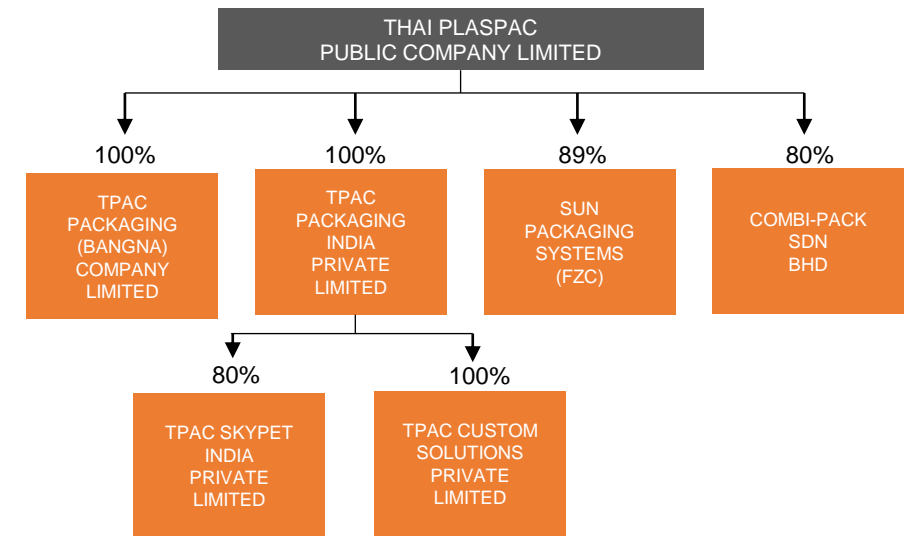 THAI PLASPAC
PUBLIC COMPANY LIMITED
100%
100%
89%
80%
TPAC
PACKAGING
(BANGNA)
COMPANY
LIMITED
TPAC
PACKAGING
INDIA
PRIVATE
LIMITED
SUN
PACKAGING
SYSTEMS
(FZC)
COMBI-PACK
SDN
BHD
80%
100%
TPAC SKYPET
INDIA
PRIVATE
LIMITED
TPAC CUSTOM
SOLUTIONS
PRIVATE
LIMITED